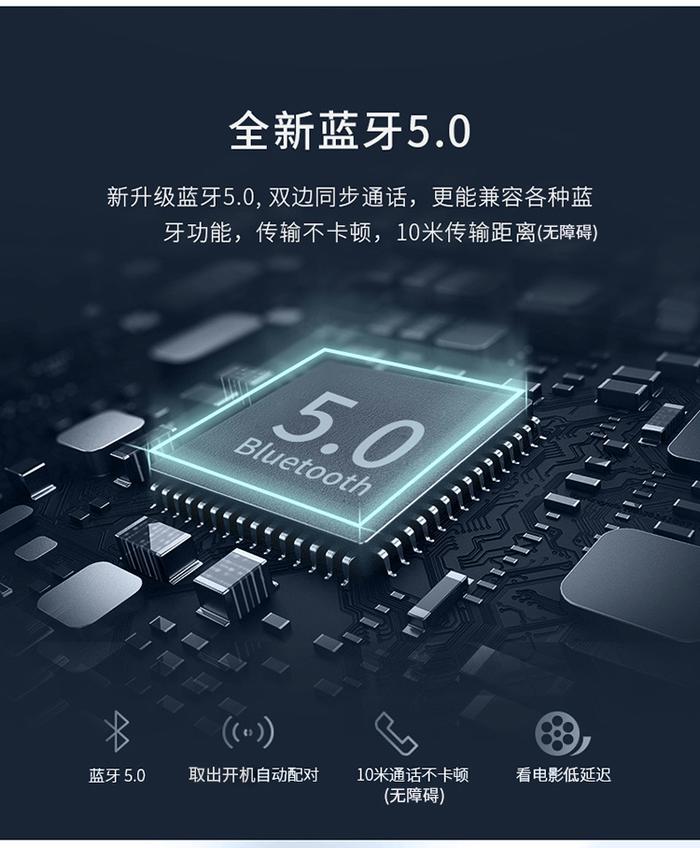 全新蓝牙5.0
新升级蓝牙5.0, 双边同步通话，更能兼容各种蓝
牙功能，传输不卡顿，10米传输距离(无障碍)
5.0
Bluetooth
蓝牙 5.0
取出开机自动配对
10米通话不卡顿
(无障碍)
看电影低延迟